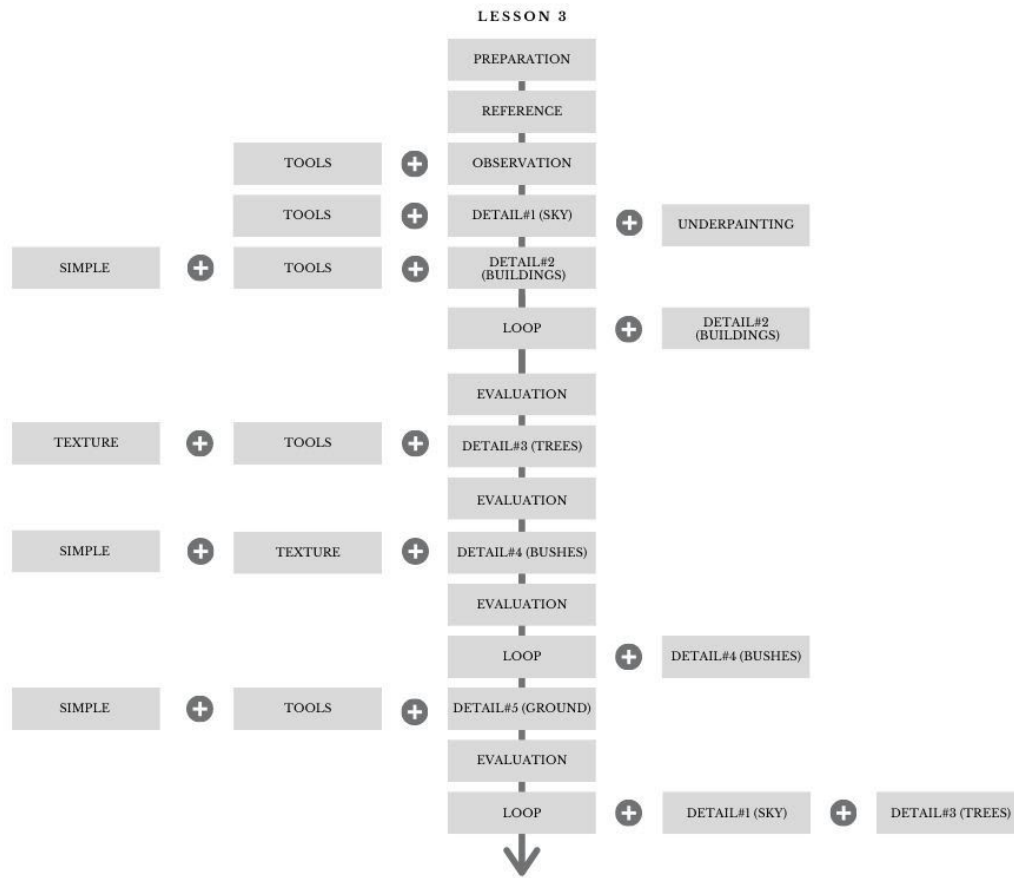 LESSON 3
PREPARATION
REFERENCE
TOOLS
OBSERVATION
TOOLS
DETAIL#1 (SKY)
UNDERPAINTING
SIMPLE
TOOLS
DETAIL#2
(BUILDINGS)
LOOP
DETAIL#2
(BUILDINGS)
EVALUATION
TEXTURE
TOOLS
DETAIL#3 (TREES)
EVALUATION
SIMPLE
TEXTURE
DETAIL#4 (BUSHES)
EVALUATION
LOOP
DETAIL#4 (BUSHES)
SIMPLE
TOOLS
DETAIL#5 (GROUND)
EVALUATION
LOOP
DETAIL#1 (SKY)
DETAIL#3 (TREES)